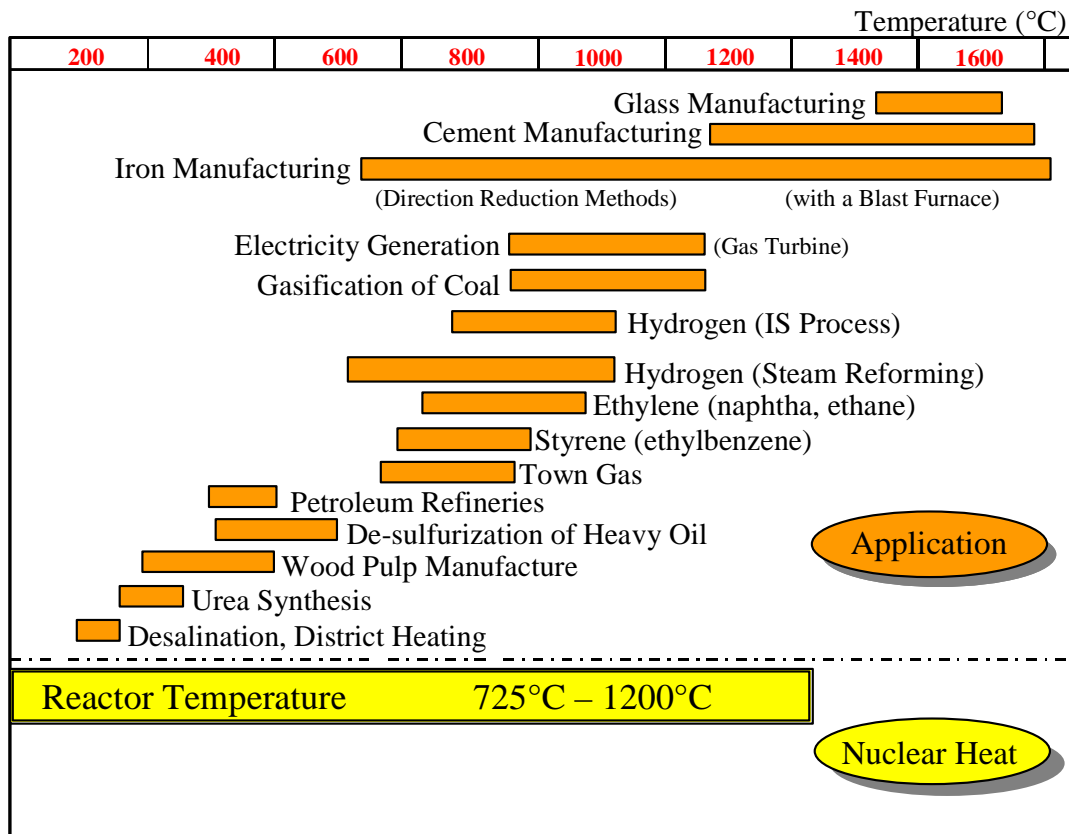 Temperature (°C)
200 400 600 800 1000 1200 1400 1600
Glass Manufacturing
Cement Manufacturing
Iron Manufacturing
(Direction Reduction Methods) (with a Blast Furnace)
Electricity Generation (Gas Turbine)
Gasification of Coal
Hydrogen (IS Process)
Hydrogen (Steam Reforming)
Ethylene (naphtha, ethane)
Styrene (ethylbenzene)
Town Gas
Petroleum Refineries
De-sulfurization of Heavy Oil
Application
Wood Pulp Manufacture
Urea Synthesis
Desalination, District Heating
Reactor Temperature 725°C – 1200°C
Nuclear Heat